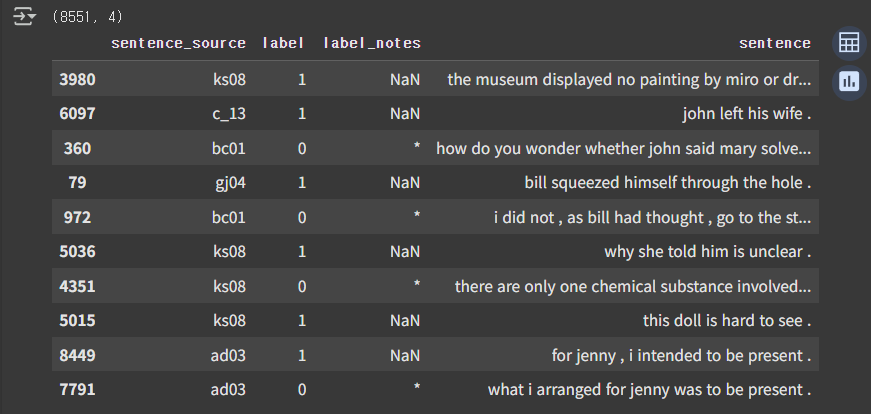 (8551, 4)
sentence_source label label_notes sentence
3980 ks08 1 NaN the museum displayed no painting by miro or dr...
6097 c_13 1 NaN john left his wife .
360 bc01 0 * how do you wonder whether john said mary solve...
79 gj04 1 NaN bill squeezed himself through the hole .
972 bc01 0 * i did not , as bill had thought , go to the st...
5036 ks08 1 NaN why she told him is unclear .
4351 ks08 0 * there are only one chemical substance involved...
5015 ks08 1 NaN this doll is hard to see .
8449 ad03 1 NaN for jenny , i intended to be present .
7791 ad03 0 * what i arranged for jenny was to be present .